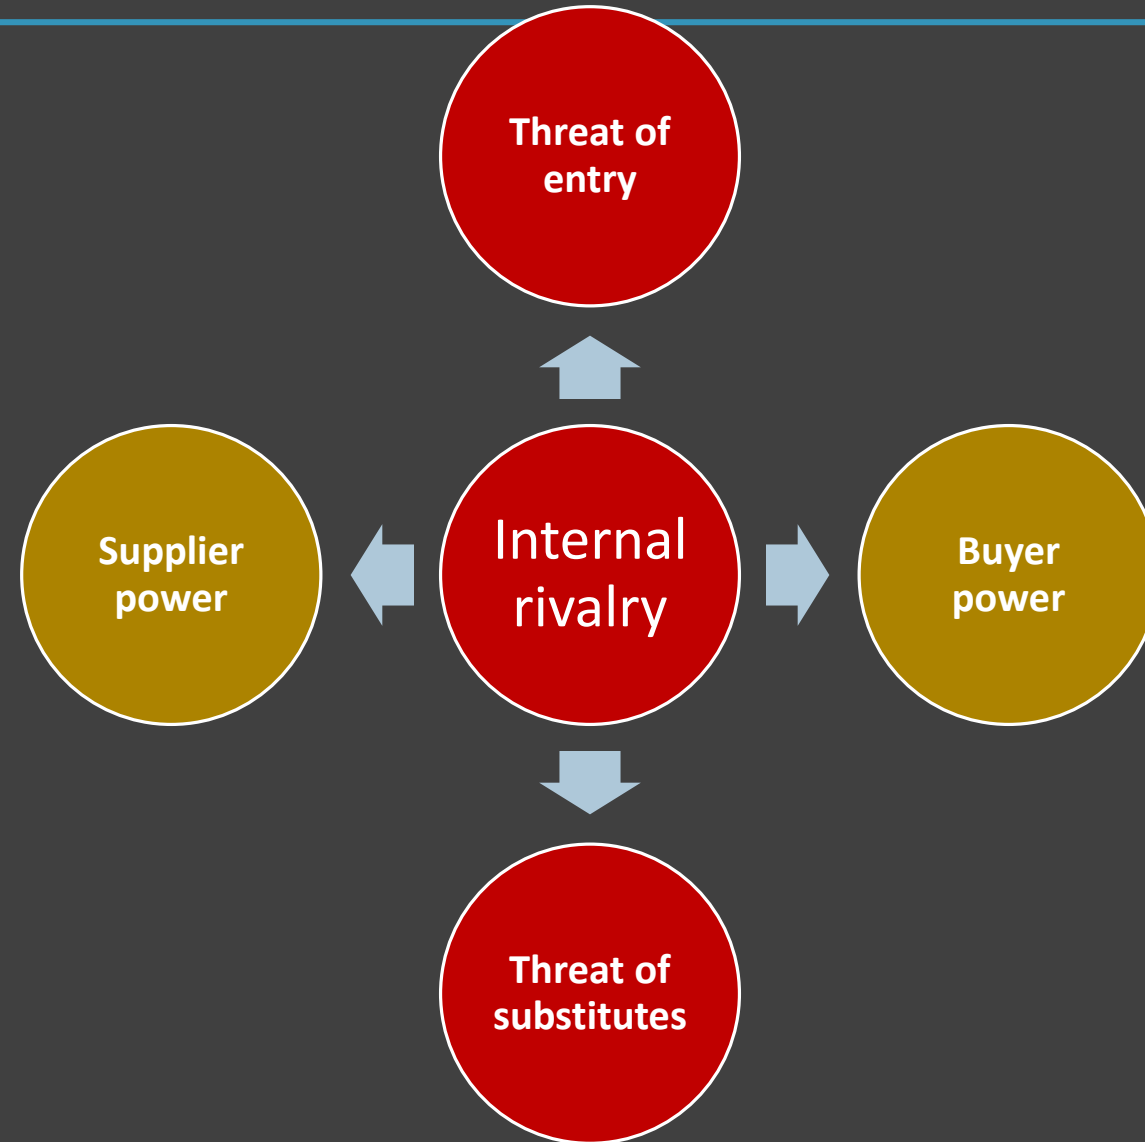 Threat of
entry
Supplier
power
Internal
rivalry
Buyer
power
Threat of
substitutes